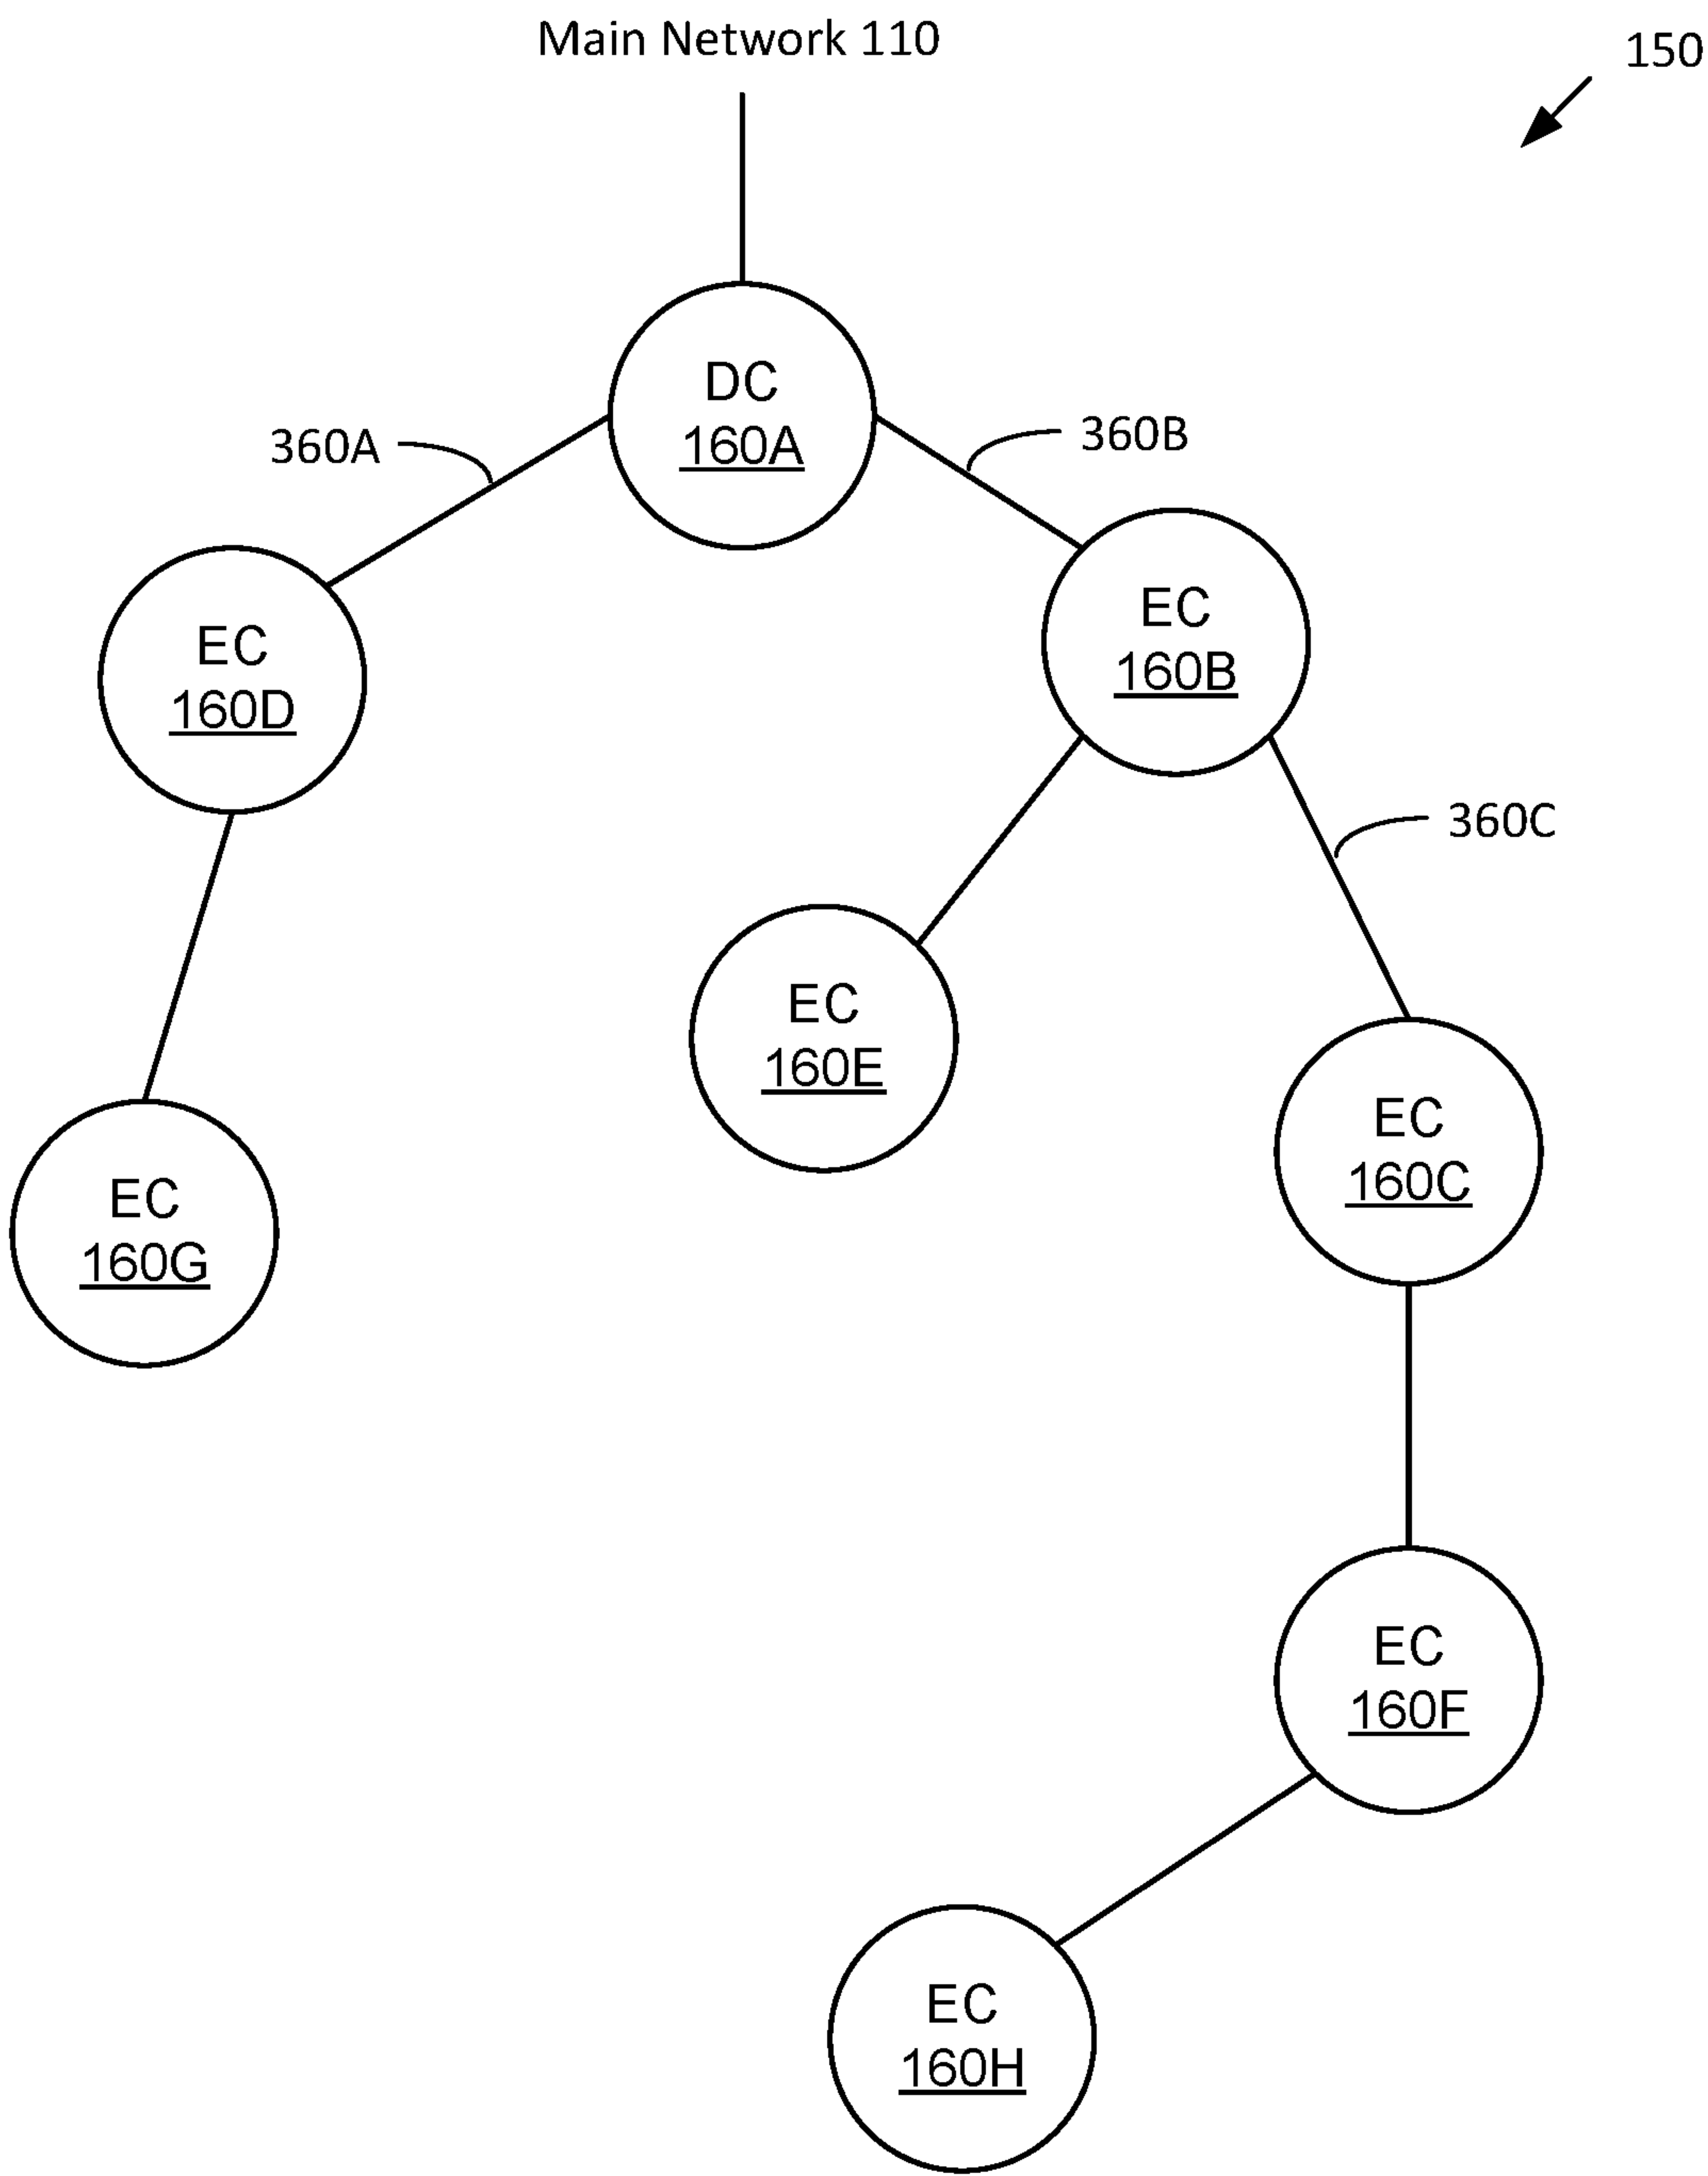 Main Network 110
150
DC
160A
360A
360B
EC
160B
EC
160D
360C
EC
160E
EC
160C
EC
160G
EC
160F
EC
160H